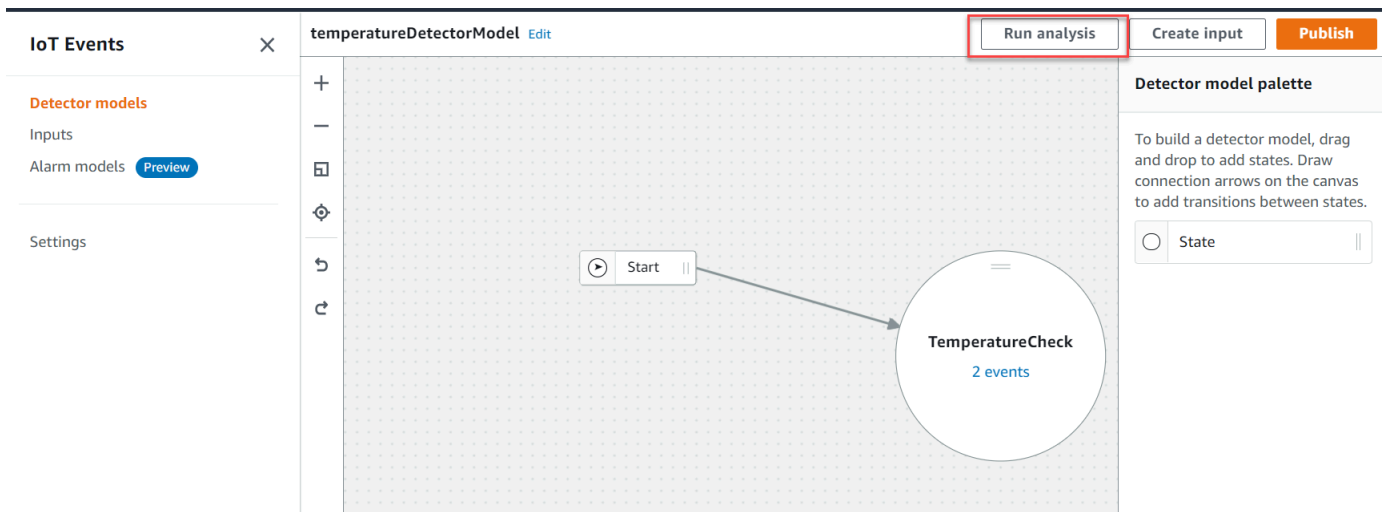 IoT Events
temperatureDetectorModel Edit
Run analysis
Create input
Publish
Detector models
Inputs
Alarm models Preview
Settings
Start
TemperatureCheck
2 events
Detector model palette
To build a detector model, drag
and drop to add states. Draw
connection arrows on the canvas
to add transitions between states.
State